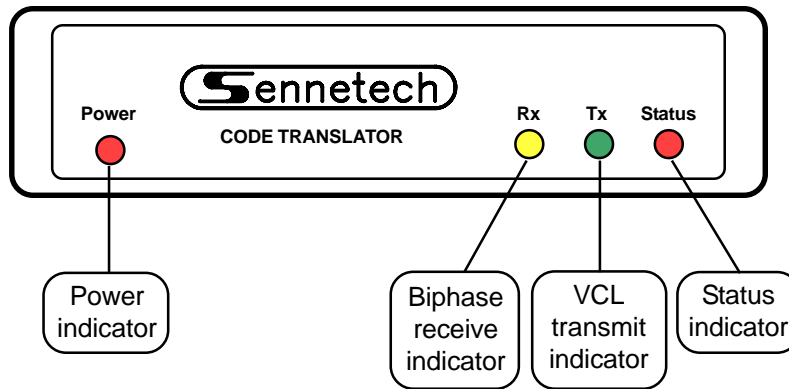 Sennetech
Power
CODE TRANSLATOR
Rx
Tx
Status
Power
indicator
Biphase
receive
indicator
VCL
transmit
indicator
Status
indicator